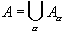 A = ⋃_α A_α